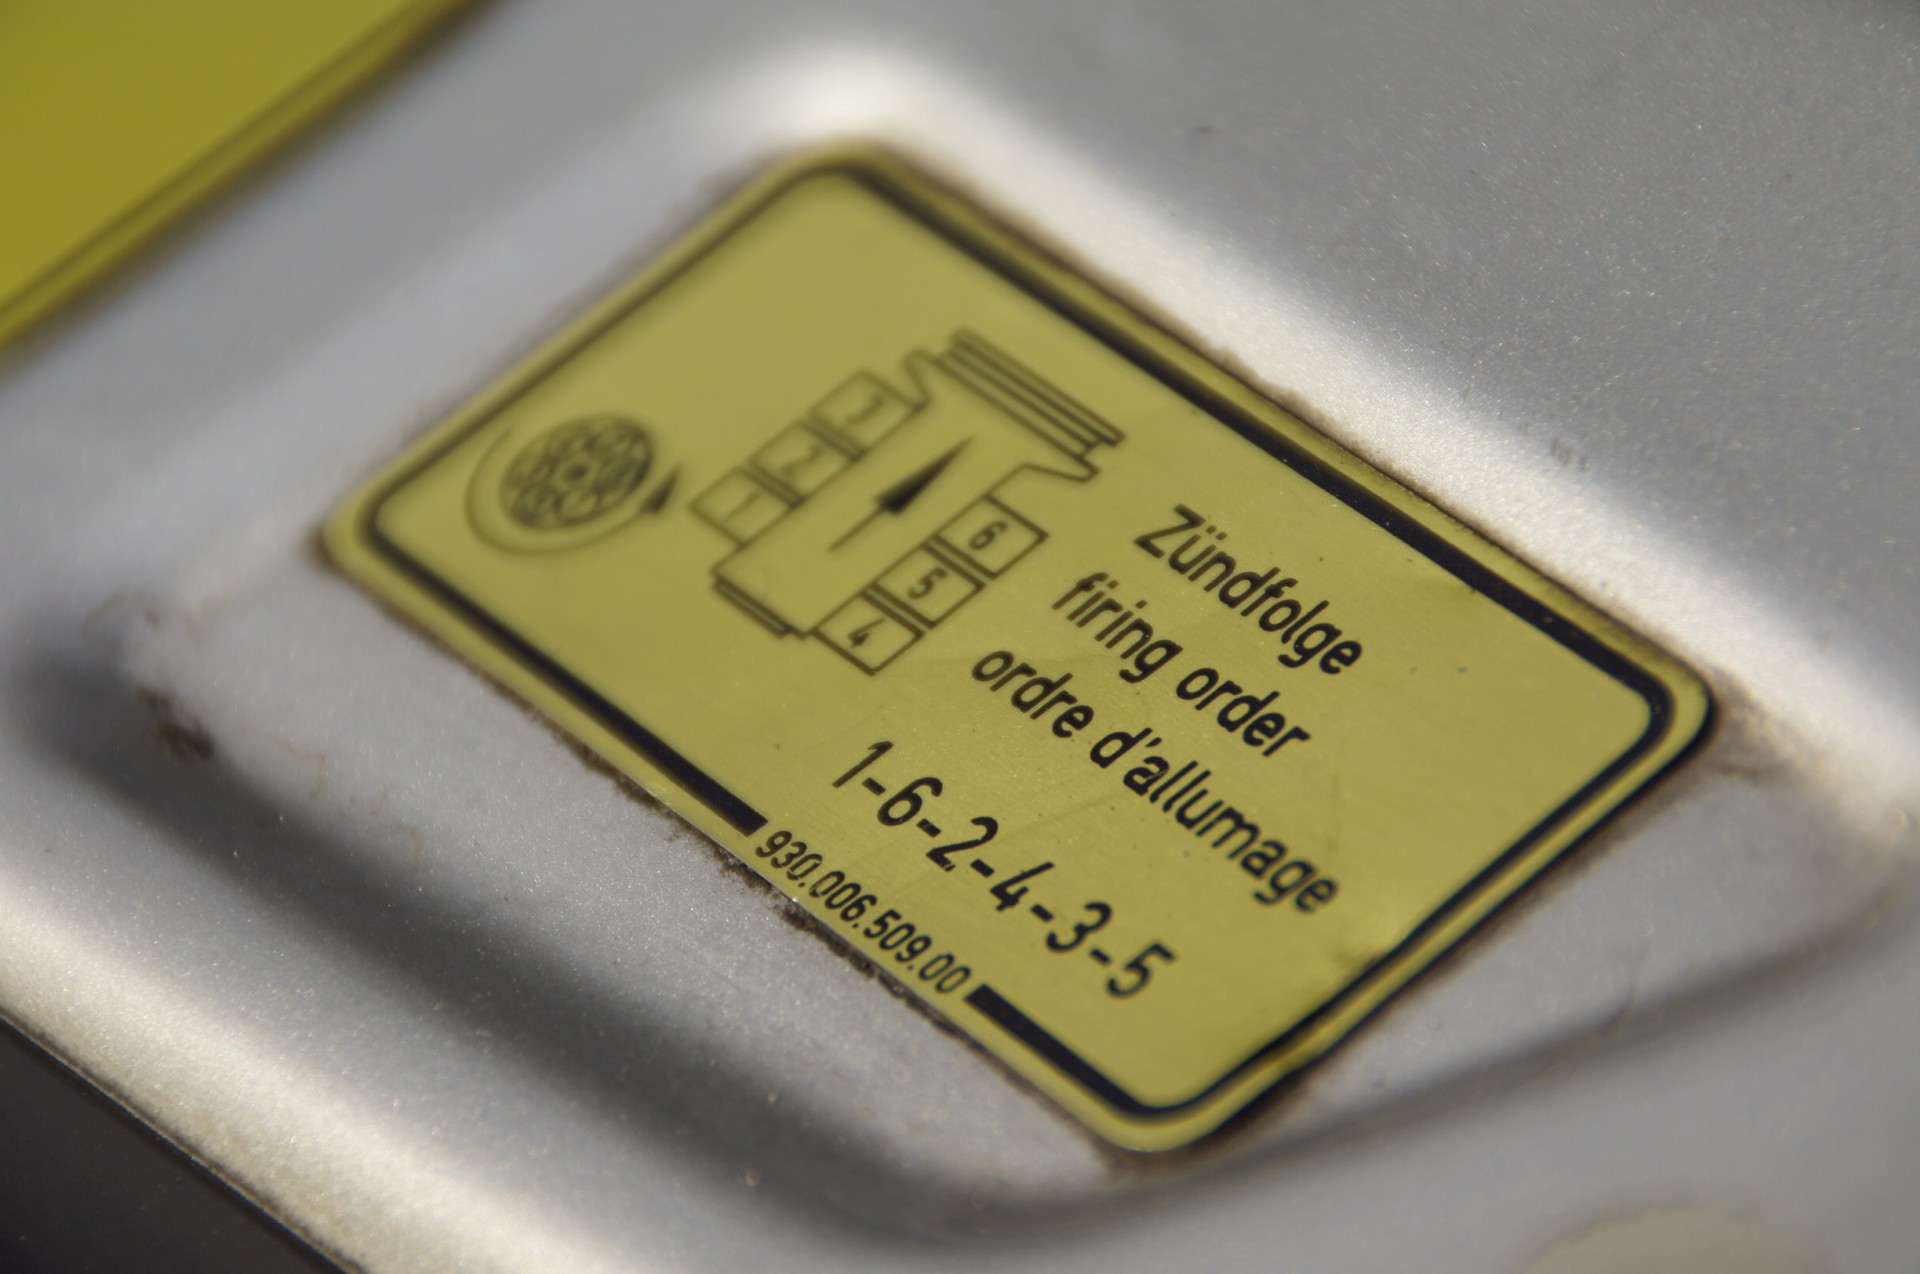 3
2
1
6
5
4
Zündfolge
firing order
ordre d'allumage
1-6-2-4-3-5
930.006.509.00